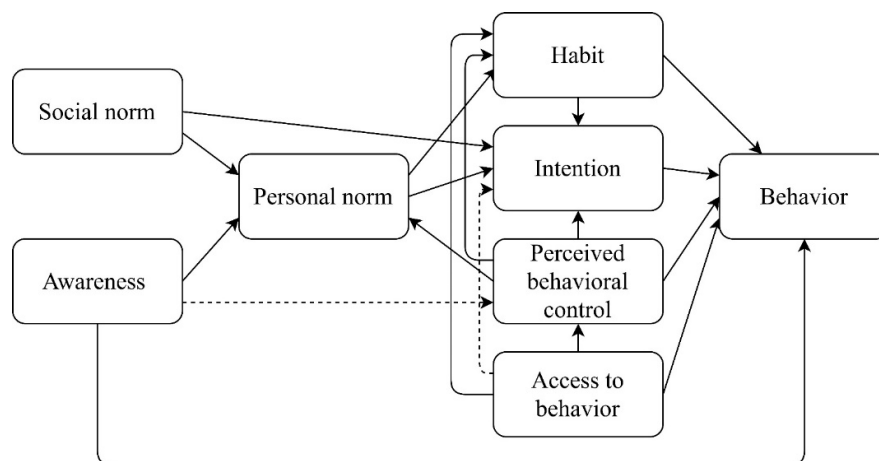 Habit
Social norm
Intention
Personal norm
Behavior
Perceived
behavioral
control
Awareness
Access to
behavior